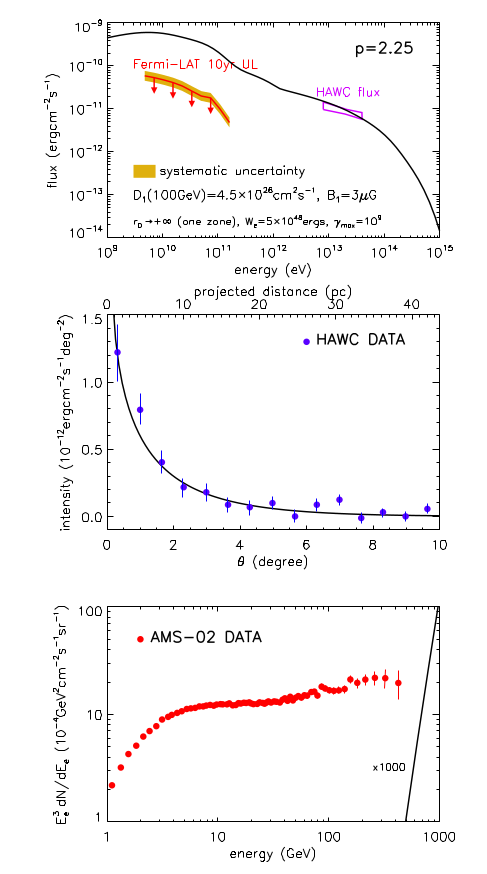 10⁻⁹
10⁻¹⁰
10⁻¹¹
10⁻¹²
10⁻¹³
10⁻¹⁴
flux (ergcm⁻²s⁻¹)
p=2.25
Fermi-LAT 10yr UL
HAWC flux
systematic uncertainty
D₁(100GeV)=4.5×10²⁶cm²s⁻¹, B₁=3μG
r_D→+∞ (one zone), Wₑ=5×10⁴⁸ergs, γ_max=10⁹
10⁹ 10¹⁰ 10¹¹ 10¹² 10¹³ 10¹⁴ 10¹⁵
energy (eV)
projected distance (pc)
0 10 20 30 40
1.5
1.0
0.5
0.0
intensity (10⁻¹²ergcm⁻²s⁻¹deg⁻²)
HAWC DATA
0 2 4 6 8 10
θ (degree)
100
10
1
Eₑ³ dN/dEₑ (10⁻⁴GeV²cm⁻²s⁻¹sr⁻¹)
AMS-02 DATA
×1000
1 10 100 1000
energy (GeV)